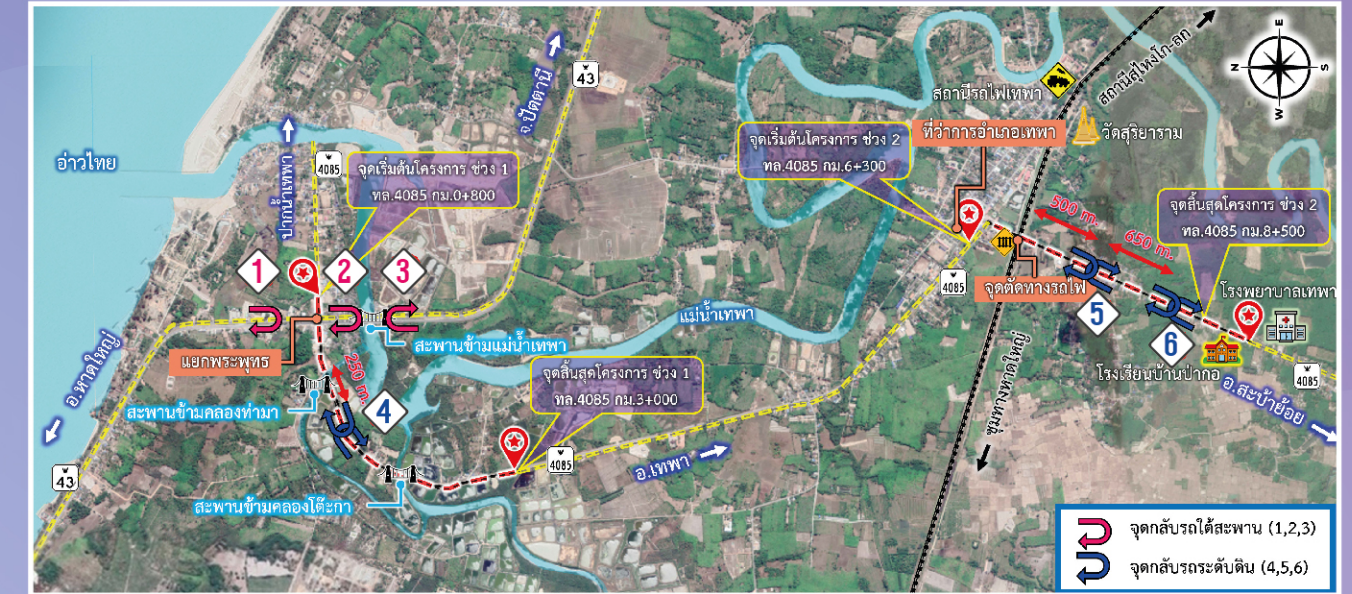 อ่าวไทย
ปากน้ำเทพา
4085
จุดเริ่มต้นโครงการ ช่วง 1
ทล.4085 กม.0+800
จ.ปัตตานี
43
1
2
3
แยกพระพุทธ
สะพานข้ามแม่น้ำเทพา
อ.หาดใหญ่
43
250 m.
สะพานข้ามคลองท่ามา
4
สะพานข้ามคลองโต๊ะกา
จุดสิ้นสุดโครงการ ช่วง 1
ทล.4085 กม.3+000
4085
อ.เทพา
แม่น้ำเทพา
จุดเริ่มต้นโครงการ ช่วง 2
ทล.4085 กม.6+300
4085
สถานีรถไฟเทพา
ที่ว่าการอำเภอเทพา
วัดสุริยาราม
สถานีสุไหงโก-ลก
N
E
S
W
500 m.
650 m.
จุดตัดทางรถไฟ
ชุมทางหาดใหญ่
5
6
จุดสิ้นสุดโครงการ ช่วง 2
ทล.4085 กม.8+500
โรงพยาบาลเทพา
โรงเรียนบ้านป่ากอ
4085
อ.สะบ้าย้อย
จุดกลับรถใต้สะพาน (1,2,3)
จุดกลับรถระดับดิน (4,5,6)